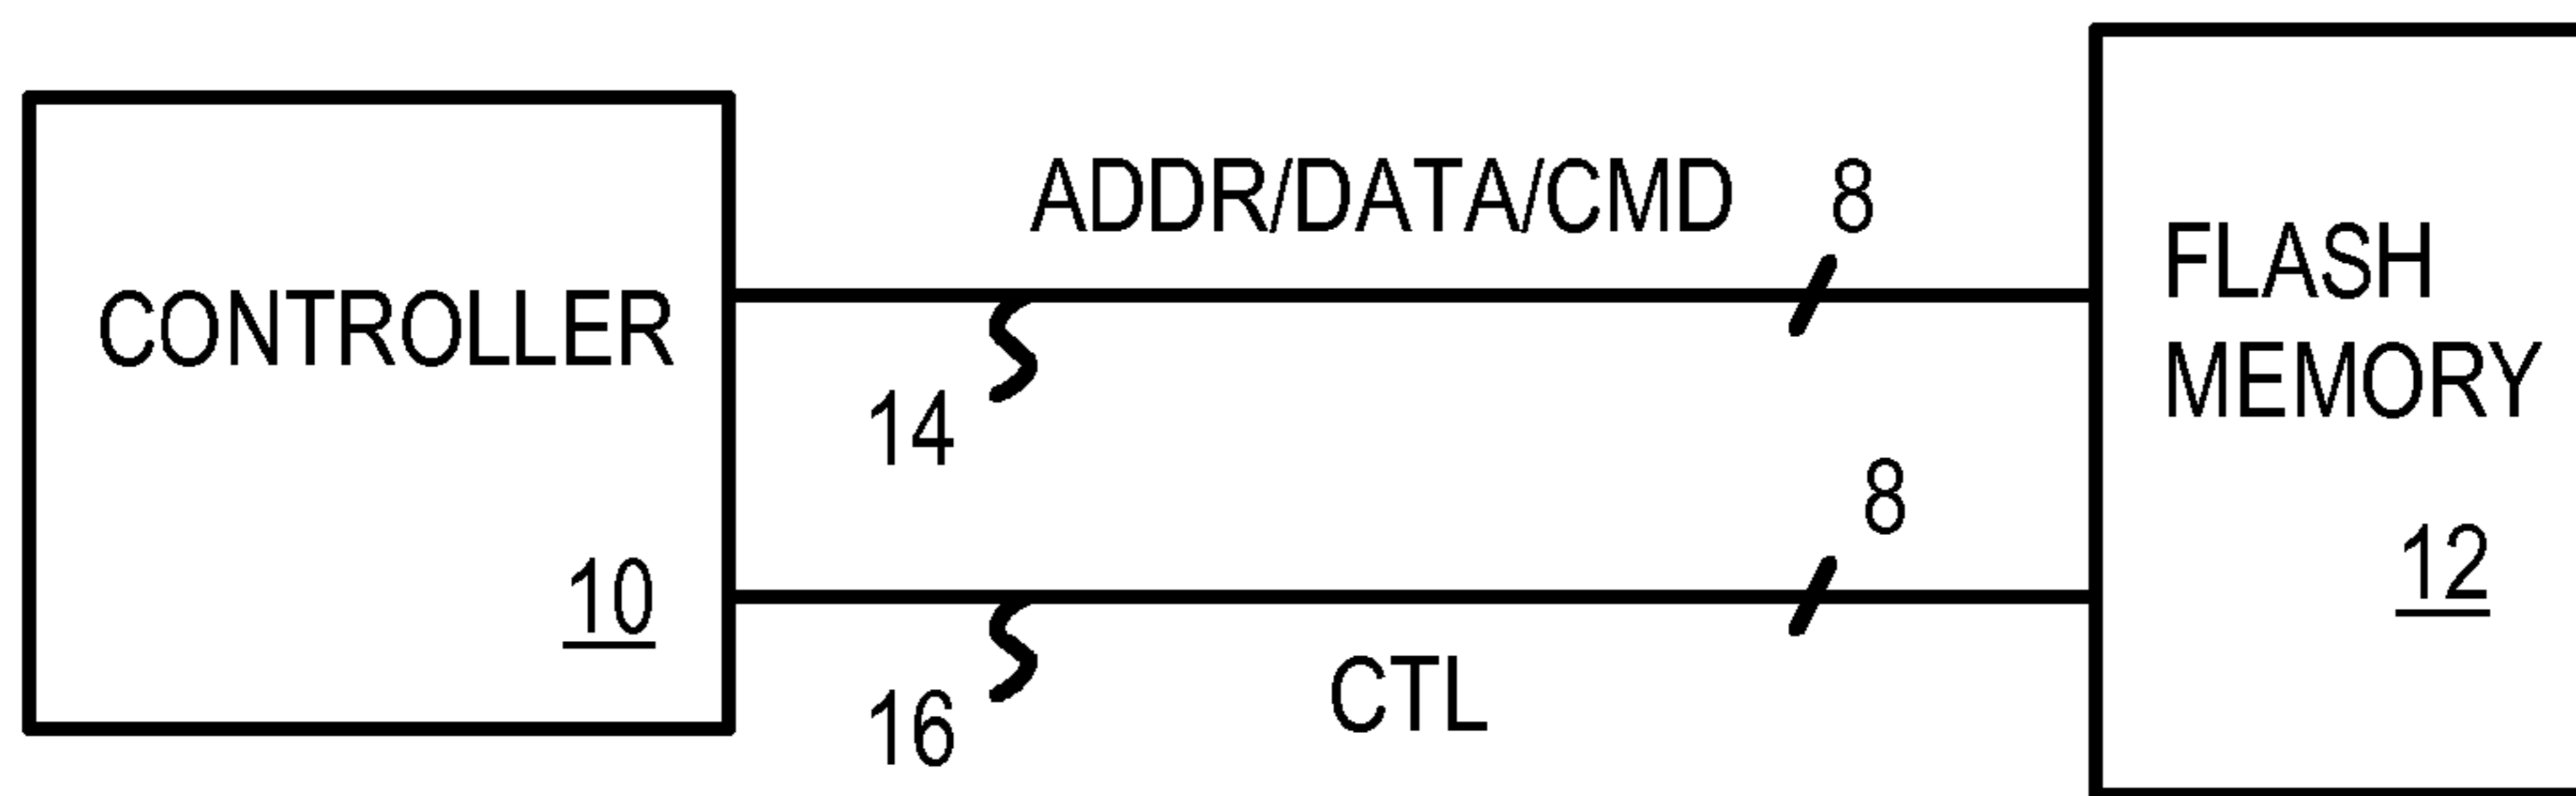 CONTROLLER
10
ADDR/DATA/CMD
8
14
8
16
CTL
FLASH
MEMORY
12